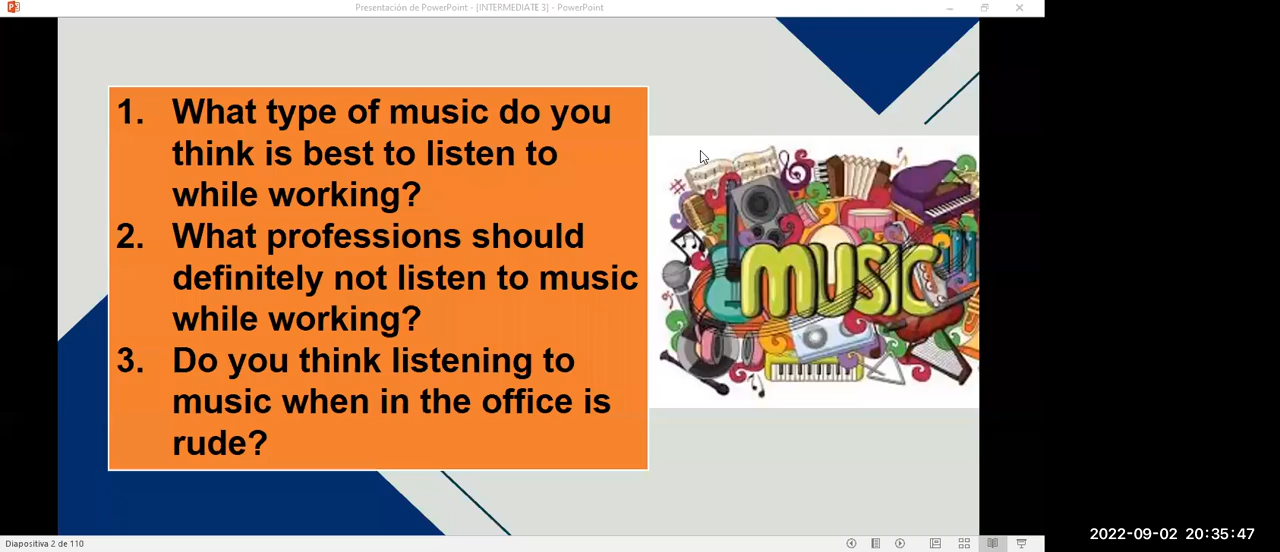 Presentación de PowerPoint - [INTERMEDIATE 3] - PowerPoint
1. What type of music do you
think is best to listen to
while working?
2. What professions should
definitely not listen to music
while working?
3. Do you think listening to
music when in the office is
rude?
MUSIC
Diapositiva 2 de 110
2022-09-02 20:35:47